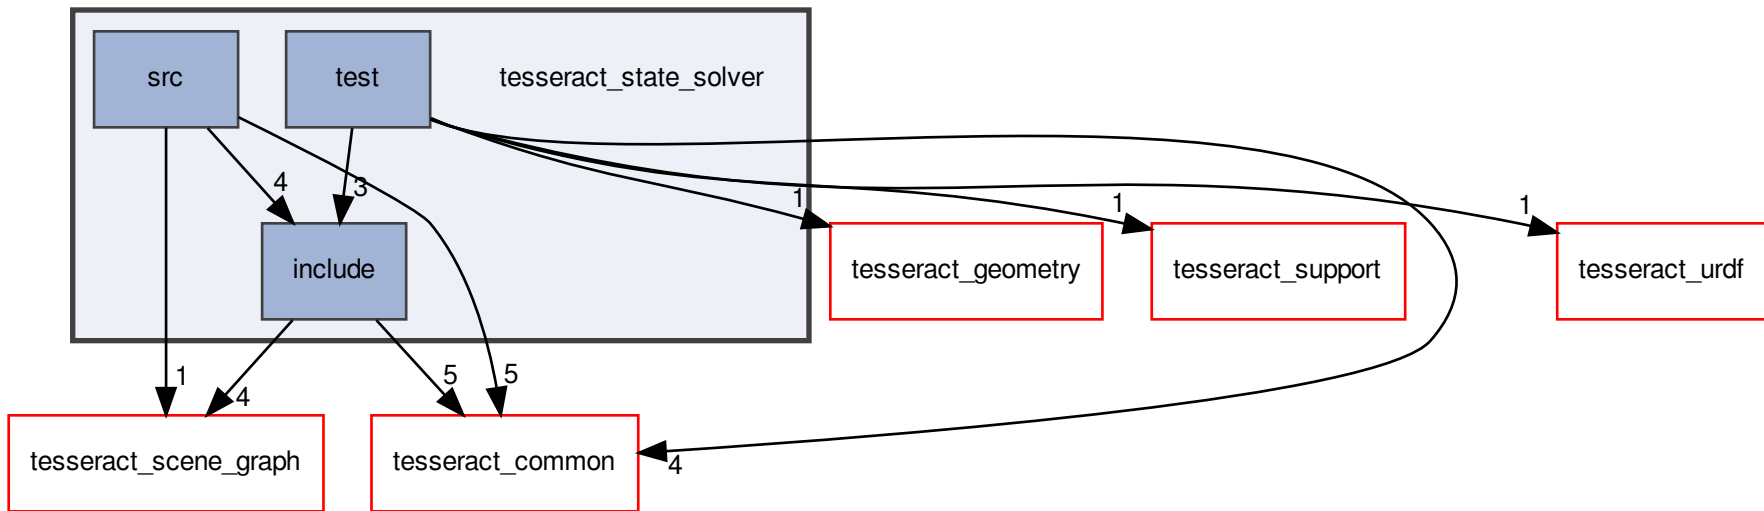 src
test
tesseract_state_solver
4
3
1
1
1
include
tesseract_geometry
tesseract_support
tesseract_urdf
1
4
5
5
tesseract_scene_graph
tesseract_common
4